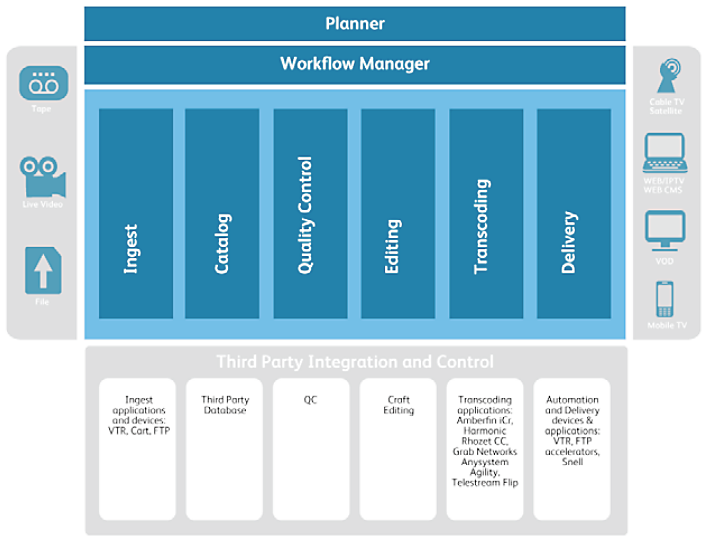 Planner
Workflow Manager
Tape
Live Video
File
Ingest
Catalog
Quality Control
Editing
Transcoding
Delivery
Cable TV
Satellite
WEB/IPTV
WEB CMS
VOD
Mobile TV
Third Party Integration and Control
Ingest
applications
and devices:
VTR, Cart, FTP
Third Party
Database
QC
Craft
Editing
Transcoding
applications:
Amberfin iCr,
Harmonic
Rhozet CC,
Grab Networks
Anysystem
Agility,
Telestream Flip
Automation
and Delivery
devices &
applications:
VTR, FTP
accelerators,
Snell